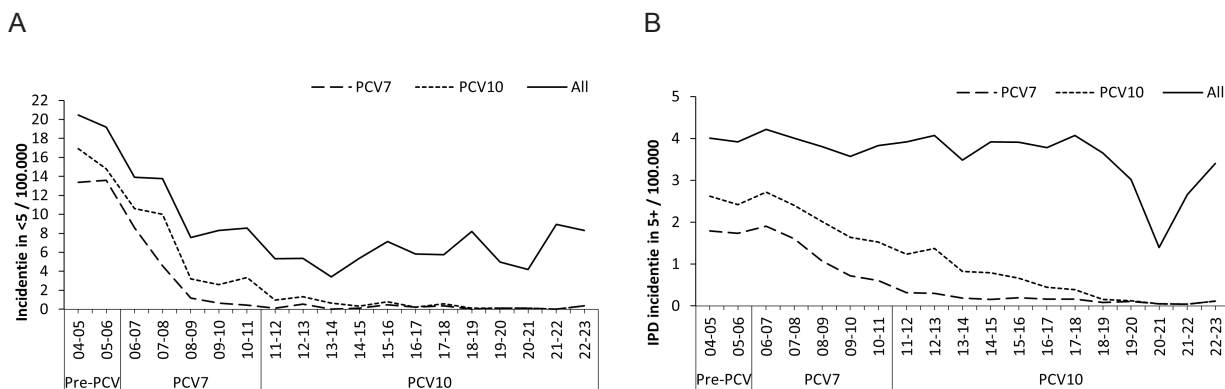 A
PCV7 PCV10 All
Incidentie in <5 / 100.000
22
20
18
16
14
12
10
8
6
4
2
0
04-05 05-06 06-07 07-08 08-09 09-10 10-11 11-12 12-13 13-14 14-15 15-16 16-17 17-18 18-19 19-20 20-21 21-22 22-23
Pre-PCV PCV7 PCV10
B
PCV7 PCV10 All
IPD incidentie in 5+ / 100.000
5
4
3
2
1
0
04-05 05-06 06-07 07-08 08-09 09-10 10-11 11-12 12-13 13-14 14-15 15-16 16-17 17-18 18-19 19-20 20-21 21-22 22-23
Pre-PCV PCV7 PCV10